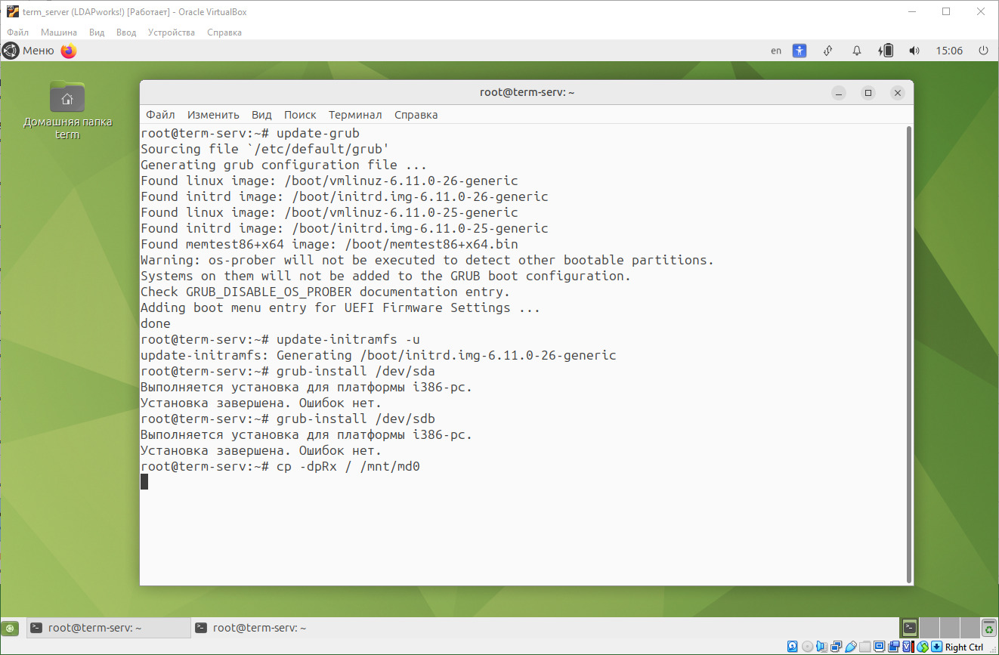 term_server (LDAPworks!) [Работает] - Oracle VirtualBox
Файл Машина Вид Ввод Устройства Справка
Меню en 15:06
Домашняя папка
term
root@term-serv: ~
Файл Изменить Вид Поиск Терминал Справка
root@term-serv:~# update-grub
Sourcing file `/etc/default/grub'
Generating grub configuration file ...
Found linux image: /boot/vmlinuz-6.11.0-26-generic
Found initrd image: /boot/initrd.img-6.11.0-26-generic
Found linux image: /boot/vmlinuz-6.11.0-25-generic
Found initrd image: /boot/initrd.img-6.11.0-25-generic
Found memtest86+x64 image: /boot/memtest86+x64.bin
Warning: os-prober will not be executed to detect other bootable partitions.
Systems on them will not be added to the GRUB boot configuration.
Check GRUB_DISABLE_OS_PROBER documentation entry.
Adding boot menu entry for UEFI Firmware Settings ...
done
root@term-serv:~# update-initramfs -u
update-initramfs: Generating /boot/initrd.img-6.11.0-26-generic
root@term-serv:~# grub-install /dev/sda
Выполняется установка для платформы i386-pc.
Установка завершена. Ошибок нет.
root@term-serv:~# grub-install /dev/sdb
Выполняется установка для платформы i386-pc.
Установка завершена. Ошибок нет.
root@term-serv:~# cp -dpRx / /mnt/md0
root@term-serv: ~ root@term-serv: ~
Right Ctrl